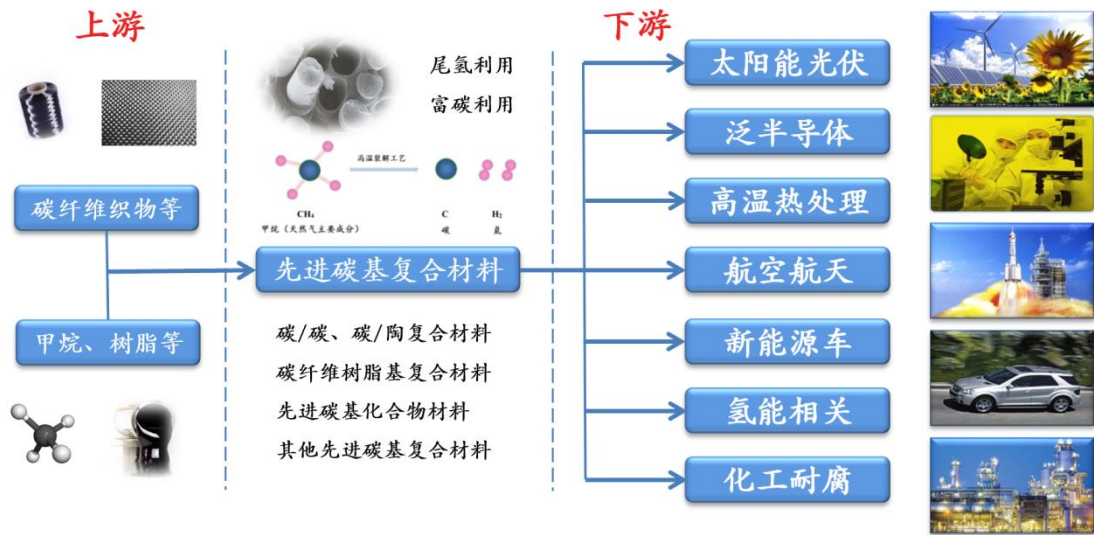 上游
碳纤维织物等
甲烷、树脂等
尾氢利用
富碳利用
高温裂解工艺
CH₄
C
H₂
甲烷（天然气主要成分）
碳
氢
先进碳基复合材料
碳/碳、碳/陶复合材料
碳纤维树脂基复合材料
先进碳基化合物材料
其他先进碳基复合材料
下游
太阳能光伏
泛半导体
高温热处理
航空航天
新能源车
氢能相关
化工耐腐